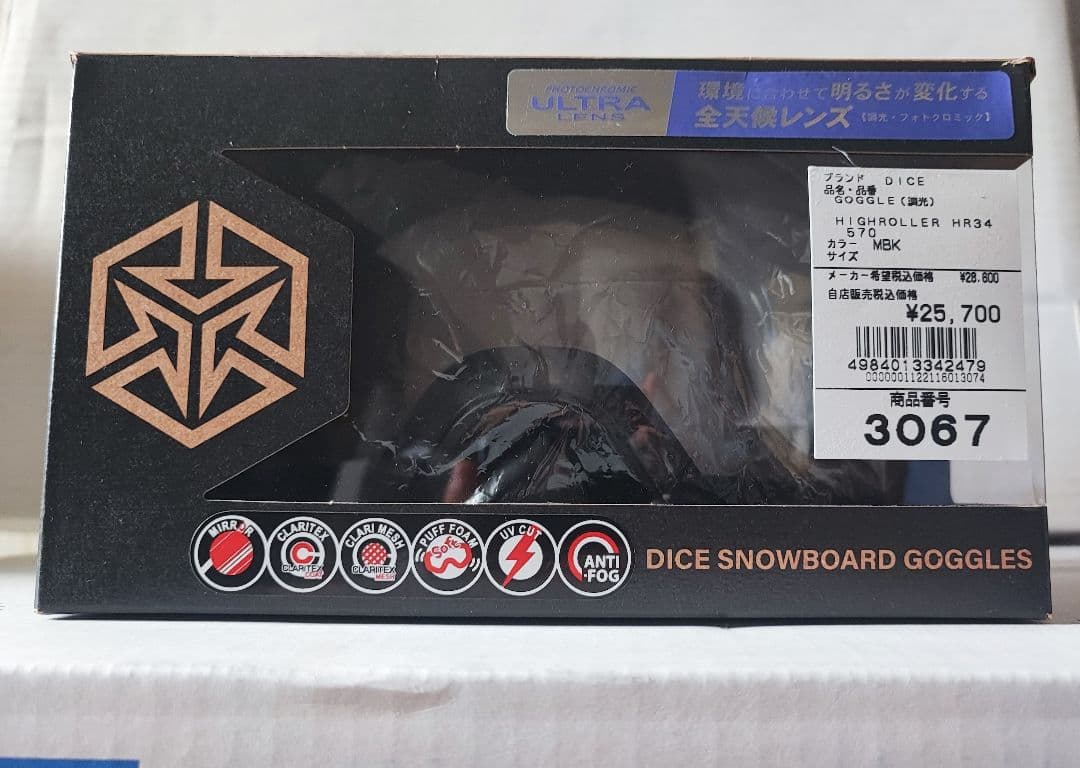 PHOTOCHROMIC
ULTRA
LENS
環境に合わせて明るさが変化する
全天候レンズ【調光・フォトクロミック】
ブランド DICE
品名・品番
GOGGLE(調光)
HIGHROLLER HR34
570
カラー MBK
サイズ
メーカー希望税込価格 ¥28,600
自店販売税込価格
¥25,700
4984013342479
0000001122116013074
商品番号
3067
MIRROR
CLARITEX
CLARITEX
COAT
CLARI MESH
CLARITEX
MESH
PUFF FOAM
Soft
UV CUT
ANTI
-FOG
DICE SNOWBOARD GOGGLES